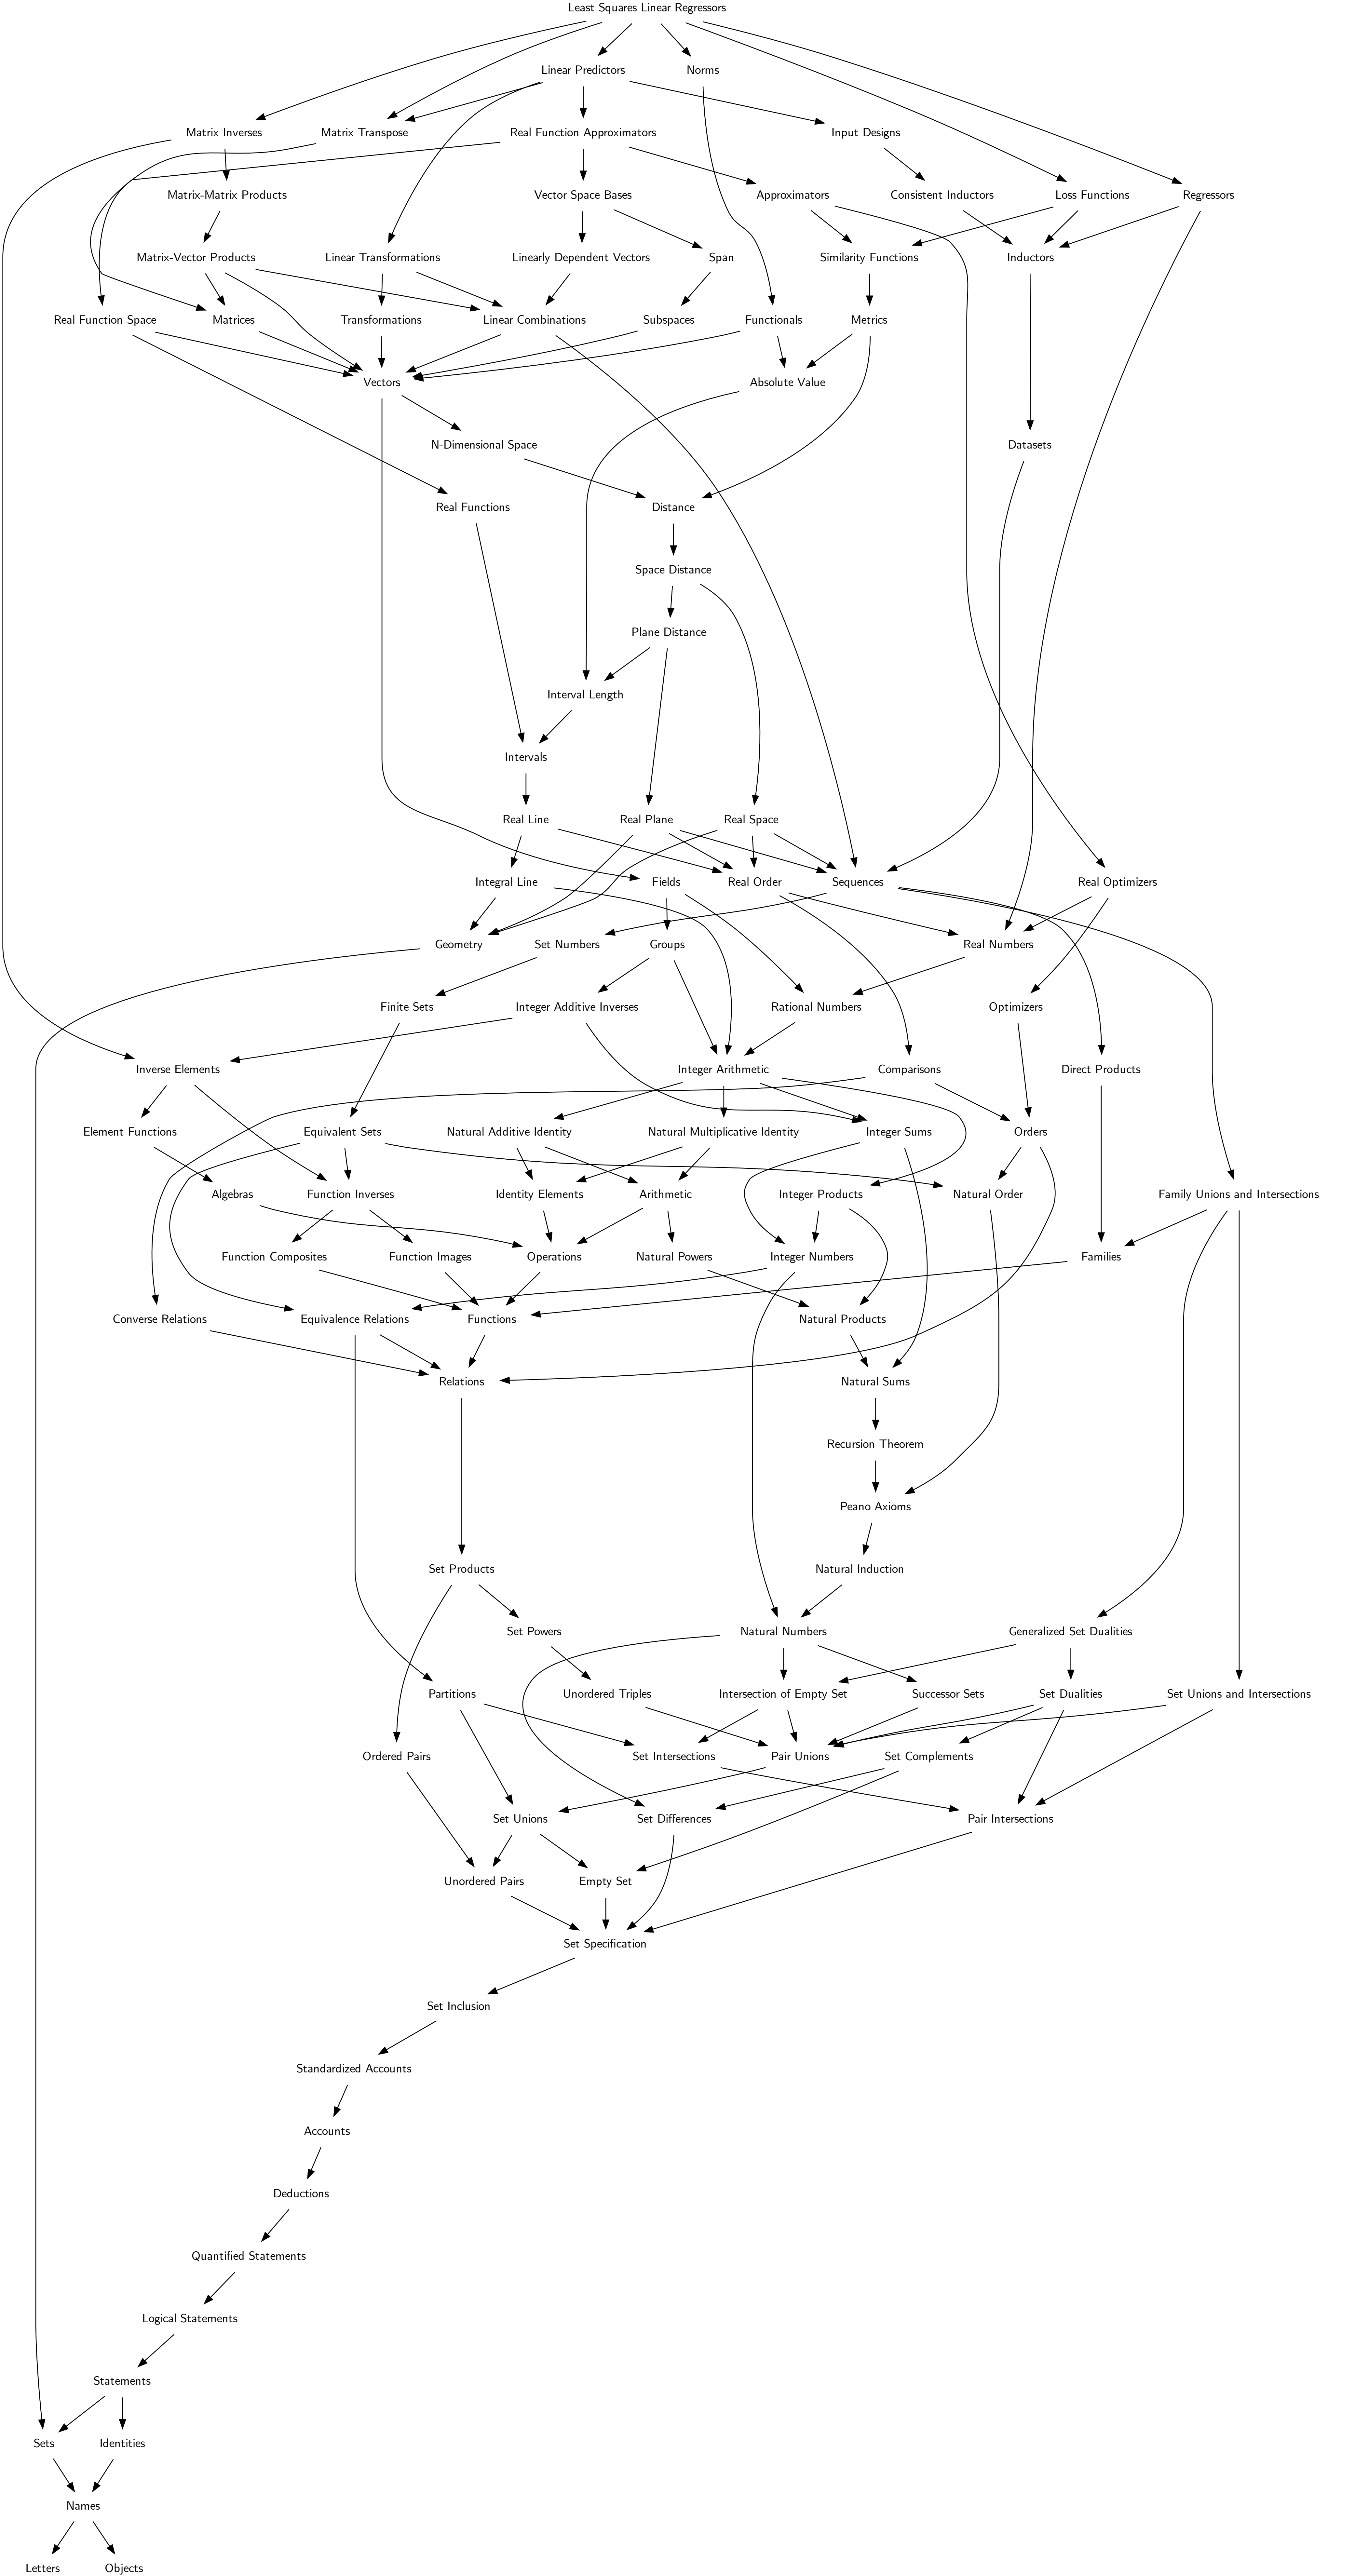 Least Squares Linear Regressors
Linear Predictors
Norms
Matrix Inverses
Matrix Transpose
Real Function Approximators
Input Designs
Matrix-Matrix Products
Vector Space Bases
Approximators
Consistent Inductors
Loss Functions
Regressors
Matrix-Vector Products
Linear Transformations
Linearly Dependent Vectors
Span
Similarity Functions
Inductors
Real Function Space
Matrices
Transformations
Linear Combinations
Subspaces
Functionals
Metrics
Vectors
Absolute Value
N-Dimensional Space
Datasets
Real Functions
Distance
Space Distance
Plane Distance
Interval Length
Intervals
Real Line
Real Plane
Real Space
Integral Line
Fields
Real Order
Sequences
Real Optimizers
Geometry
Set Numbers
Groups
Real Numbers
Finite Sets
Integer Additive Inverses
Rational Numbers
Optimizers
Inverse Elements
Integer Arithmetic
Comparisons
Direct Products
Element Functions
Equivalent Sets
Natural Additive Identity
Natural Multiplicative Identity
Integer Sums
Orders
Algebras
Function Inverses
Identity Elements
Arithmetic
Integer Products
Natural Order
Family Unions and Intersections
Function Composites
Function Images
Operations
Natural Powers
Integer Numbers
Families
Converse Relations
Equivalence Relations
Functions
Natural Products
Relations
Natural Sums
Recursion Theorem
Peano Axioms
Set Products
Natural Induction
Set Powers
Natural Numbers
Generalized Set Dualities
Partitions
Unordered Triples
Intersection of Empty Set
Successor Sets
Set Dualities
Set Unions and Intersections
Ordered Pairs
Set Intersections
Pair Unions
Set Complements
Set Unions
Set Differences
Pair Intersections
Unordered Pairs
Empty Set
Set Specification
Set Inclusion
Standardized Accounts
Accounts
Deductions
Quantified Statements
Logical Statements
Statements
Sets
Identities
Names
Letters
Objects